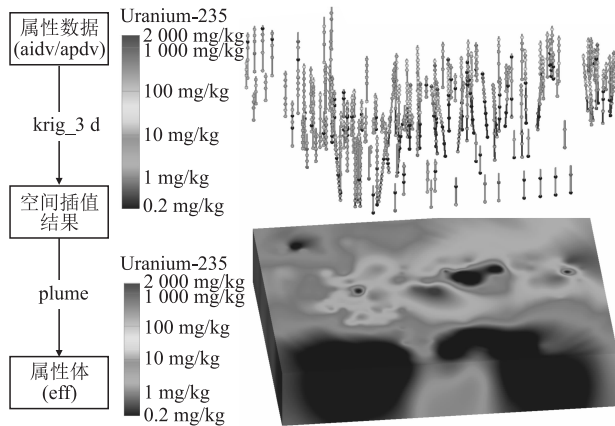 属性数据
(aidv/apdv)
krig_3 d
空间插值
结果
plume
属性体
(eff)
Uranium-235
2 000 mg/kg
1 000 mg/kg
100 mg/kg
10 mg/kg
1 mg/kg
0.2 mg/kg
Uranium-235
2 000 mg/kg
1 000 mg/kg
100 mg/kg
10 mg/kg
1 mg/kg
0.2 mg/kg